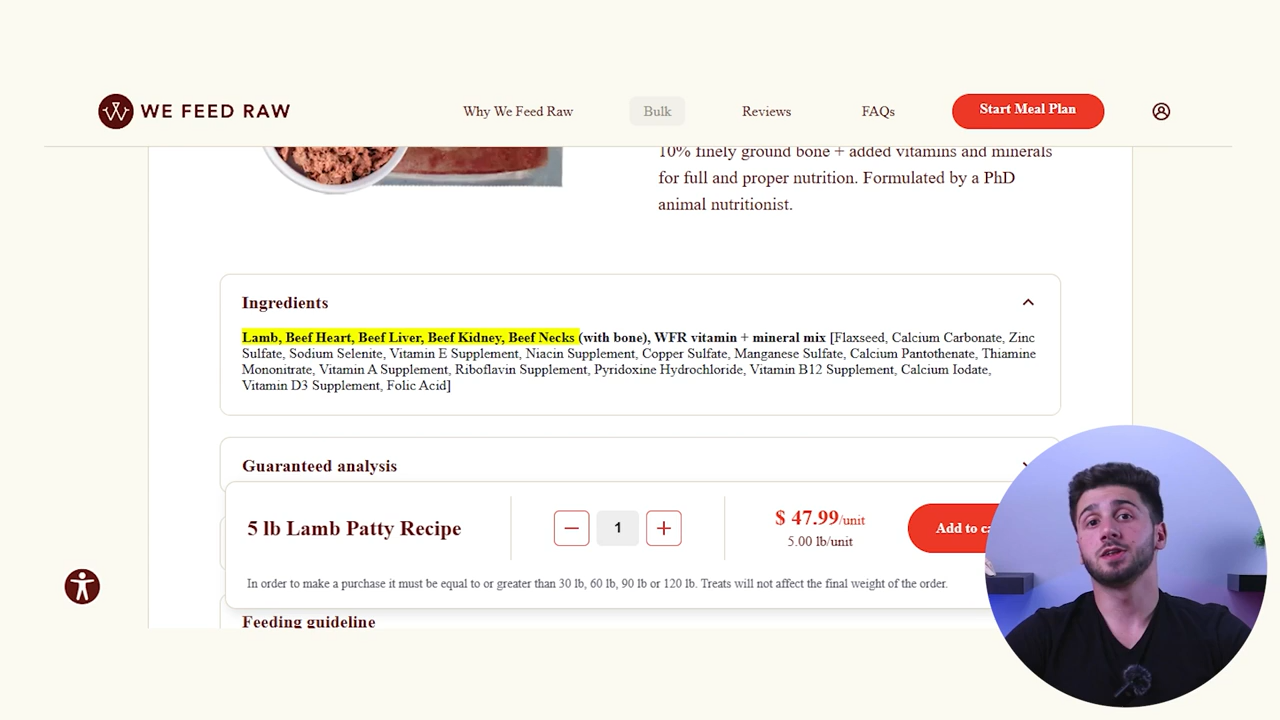 WE FEED RAW
Why We Feed Raw
Bulk
Reviews
FAQs
Start Meal Plan
10% finely ground bone + added vitamins and minerals
for full and proper nutrition. Formulated by a PhD
animal nutritionist.
Ingredients
Lamb, Beef Heart, Beef Liver, Beef Kidney, Beef Necks (with bone), WFR vitamin + mineral mix [Flaxseed, Calcium Carbonate, Zinc
Sulfate, Sodium Selenite, Vitamin E Supplement, Niacin Supplement, Copper Sulfate, Manganese Sulfate, Calcium Pantothenate, Thiamine
Mononitrate, Vitamin A Supplement, Riboflavin Supplement, Pyridoxine Hydrochloride, Vitamin B12 Supplement, Calcium Iodate,
Vitamin D3 Supplement, Folic Acid]
Guaranteed analysis
5 lb Lamb Patty Recipe
1
$ 47.99/unit
5.00 lb/unit
Add to ca
In order to make a purchase it must be equal to or greater than 30 lb, 60 lb, 90 lb or 120 lb. Treats will not affect the final weight of the order.
Feeding guideline